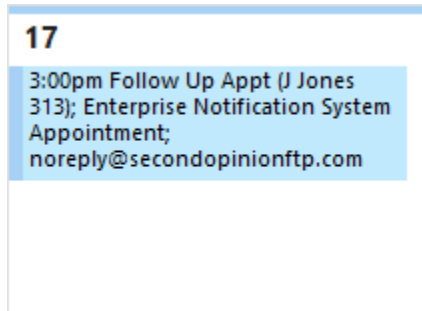 17
3:00pm Follow Up Appt (J Jones
313); Enterprise Notification System
Appointment;
noreply@secondopinionftp.com